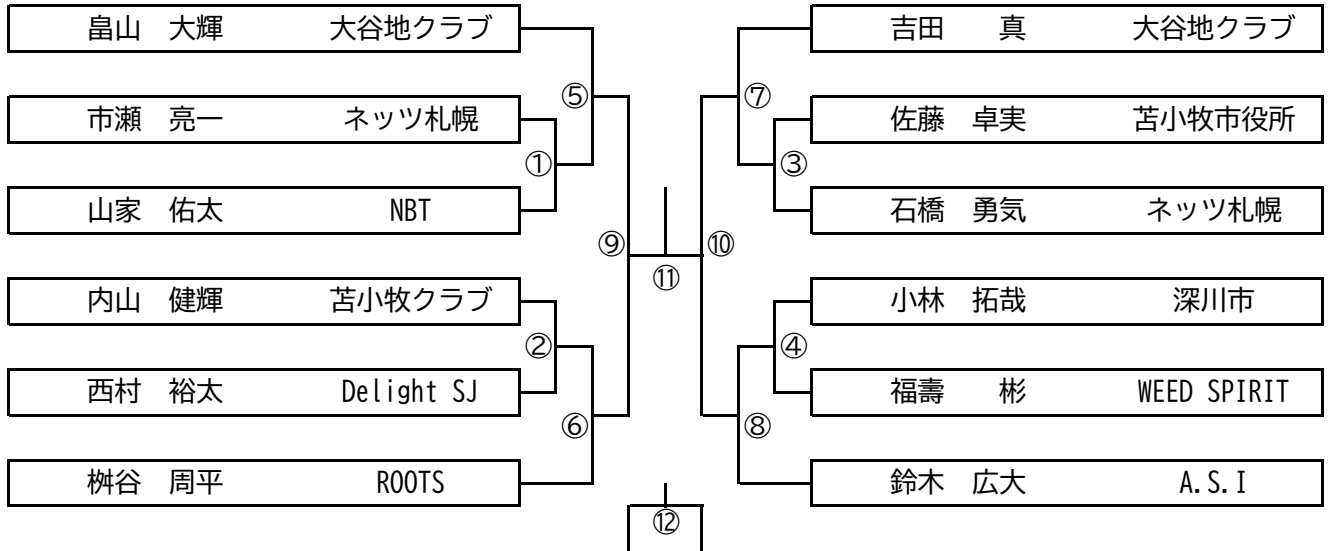 畠山 大輝 大谷地クラブ
市瀬 亮一 ネッツ札幌
山家 佑太 NBT
内山 健輝 苫小牧クラブ
西村 裕太 Delight SJ
桝谷 周平 ROOTS
①
②
⑤
⑥
⑨
⑪
⑫
⑩
⑦
⑧
③
④
吉田 真 大谷地クラブ
佐藤 卓実 苫小牧市役所
石橋 勇気 ネッツ札幌
小林 拓哉 深川市
福壽 彬 WEED SPIRIT
鈴木 広大 A.S.I